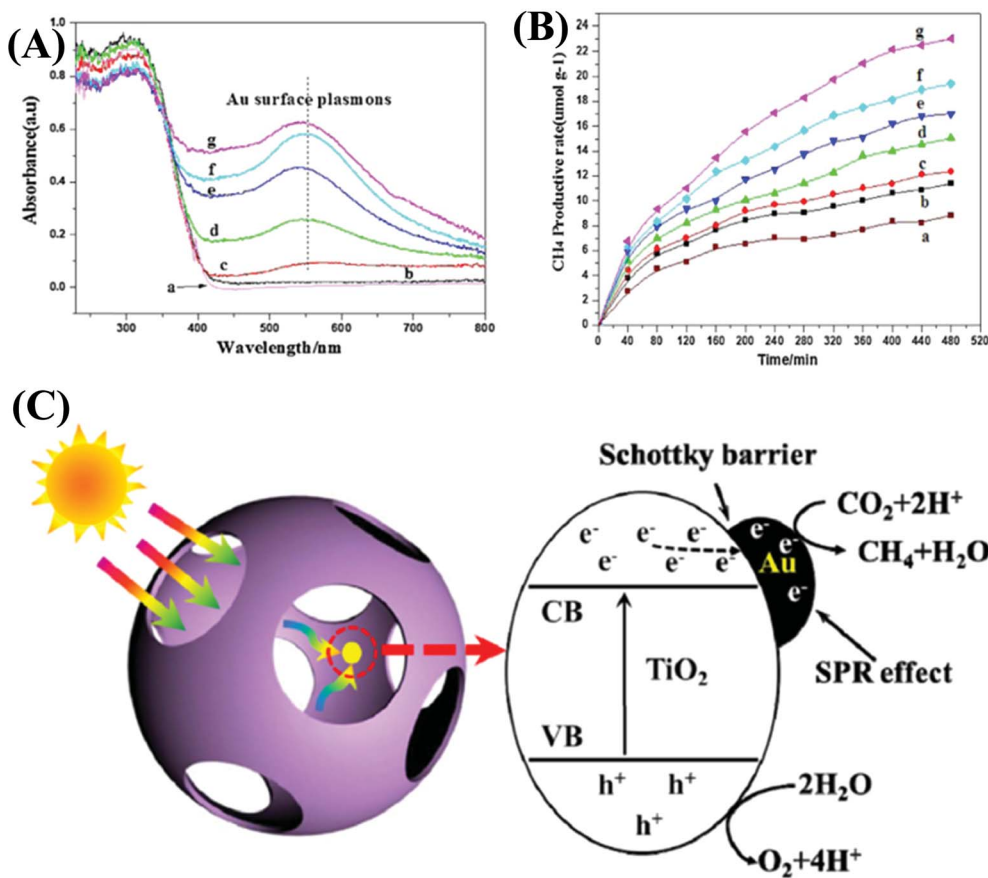 (A)
1.0
0.8
0.6
0.4
0.2
0.0
Absorbance(a.u)
Au surface plasmons
g
f
e
d
c
b
a
300
400
500
600
700
800
Wavelength/nm
(B)
24
22
20
18
16
14
12
10
8
6
4
2
0
CH4 Productive rate(umol g-1)
g
f
e
d
c
b
a
0 40 80 120 160 200 240 280 320 360 400 440 480 520
Time/min
(C)
Schottky barrier
CO₂+2H⁺
CH₄+H₂O
e⁻ e⁻ e⁻ e⁻
e⁻ e⁻ e⁻ e⁻
Au
e⁻
CB
TiO₂
SPR effect
VB
h⁺ h⁺
h⁺
2H₂O
O₂+4H⁺